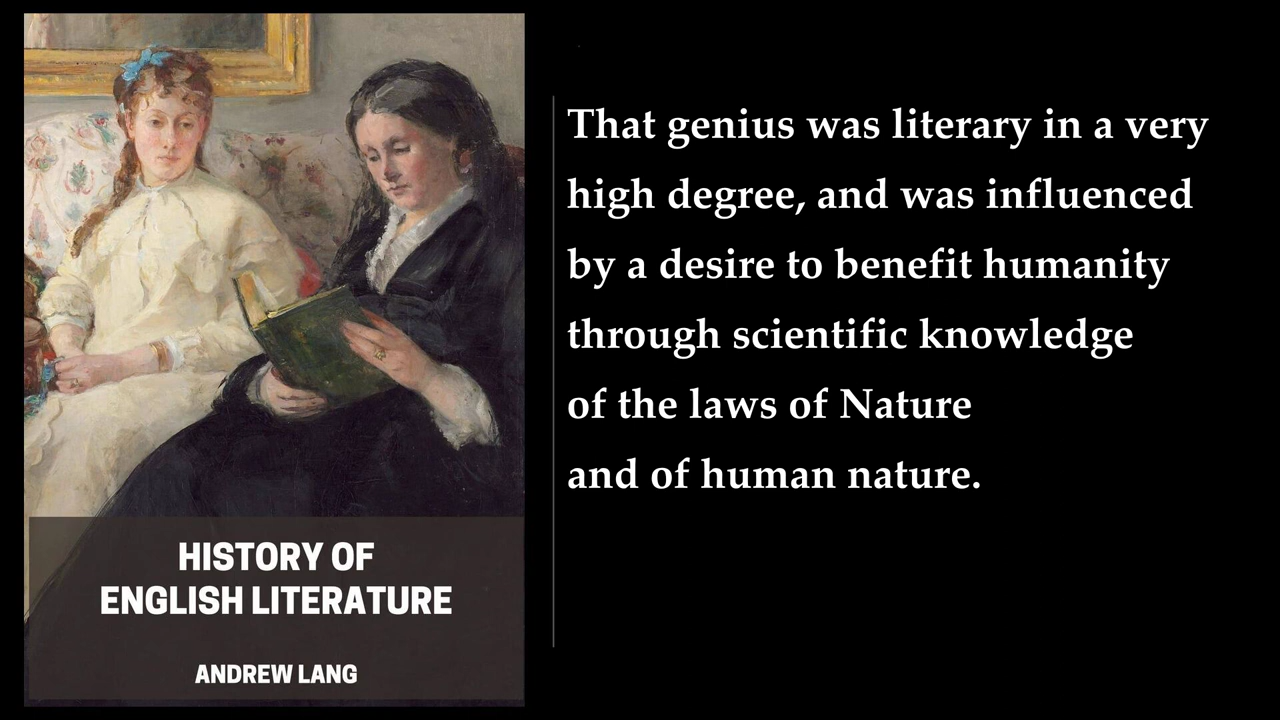 That genius was literary in a very
high degree, and was influenced
by a desire to benefit humanity
through scientific knowledge
of the laws of Nature
and of human nature.
HISTORY OF
ENGLISH LITERATURE
ANDREW LANG